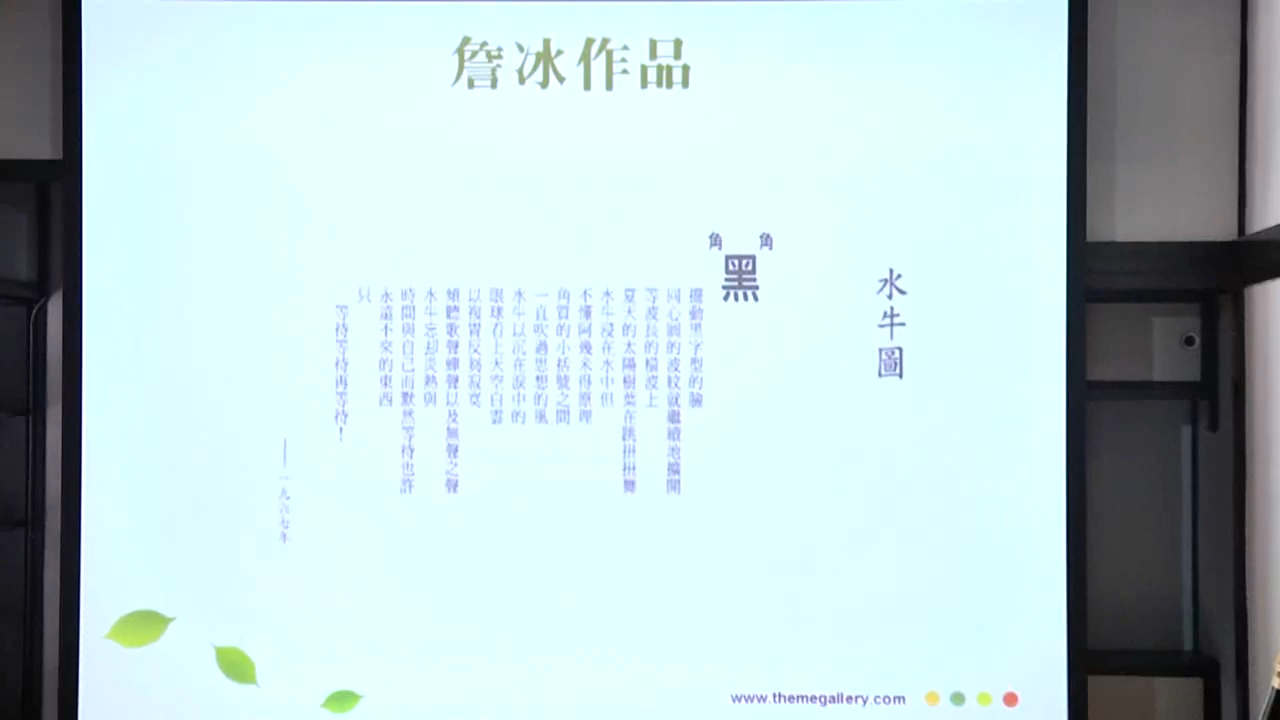 詹冰作品
水牛圖
角 角
黑
擺動黑字型的臉
同心圓的波紋就繼續地擴開
等波長的橫波上
夏天的太陽樹葉在跳扭扭舞
水牛浸在水中但
不懂阿幾米得原理
角質的小括號之間
一直吹過思想的風
水牛以沉在淚中的
眼球看上天空白雲
以複胃反芻寂寞
傾聽歌聲蟬聲以及無聲之聲
水牛忘却炎熱與
時間與自己而默然等待也許
永遠不來的東西
只
等待等待再等待！
——一九六七年
www.themegallery.com